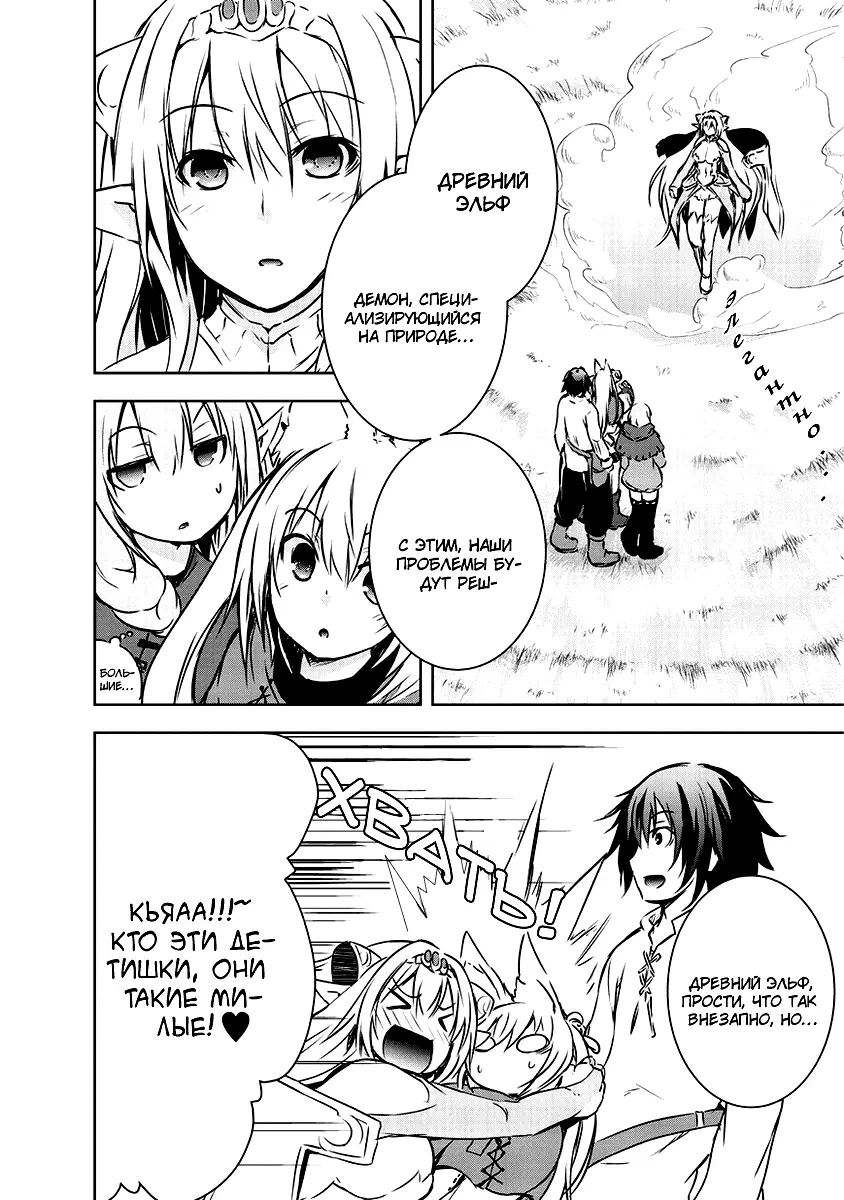 ЭЛЕГАНТНО...
ДРЕВНИЙ
ЭЛЬФ
ДЕМОН, СПЕЦИ-
АЛИЗИРУЮЩИЙСЯ
НА ПРИРОДЕ...
С ЭТИМ, НАШИ
ПРОБЛЕМЫ БУ-
ДУТ РЕШ-
БОЛЬ-
ШИЕ...
ДРЕВНИЙ ЭЛЬФ,
ПРОСТИ, ЧТО ТАК
ВНЕЗАПНО, НО...
ХВАТЬ!
КЬЯАА!!!~
КТО ЭТИ ДЕ-
ТИШКИ, ОНИ
ТАКИЕ МИ-
ЛЫЕ! ♥